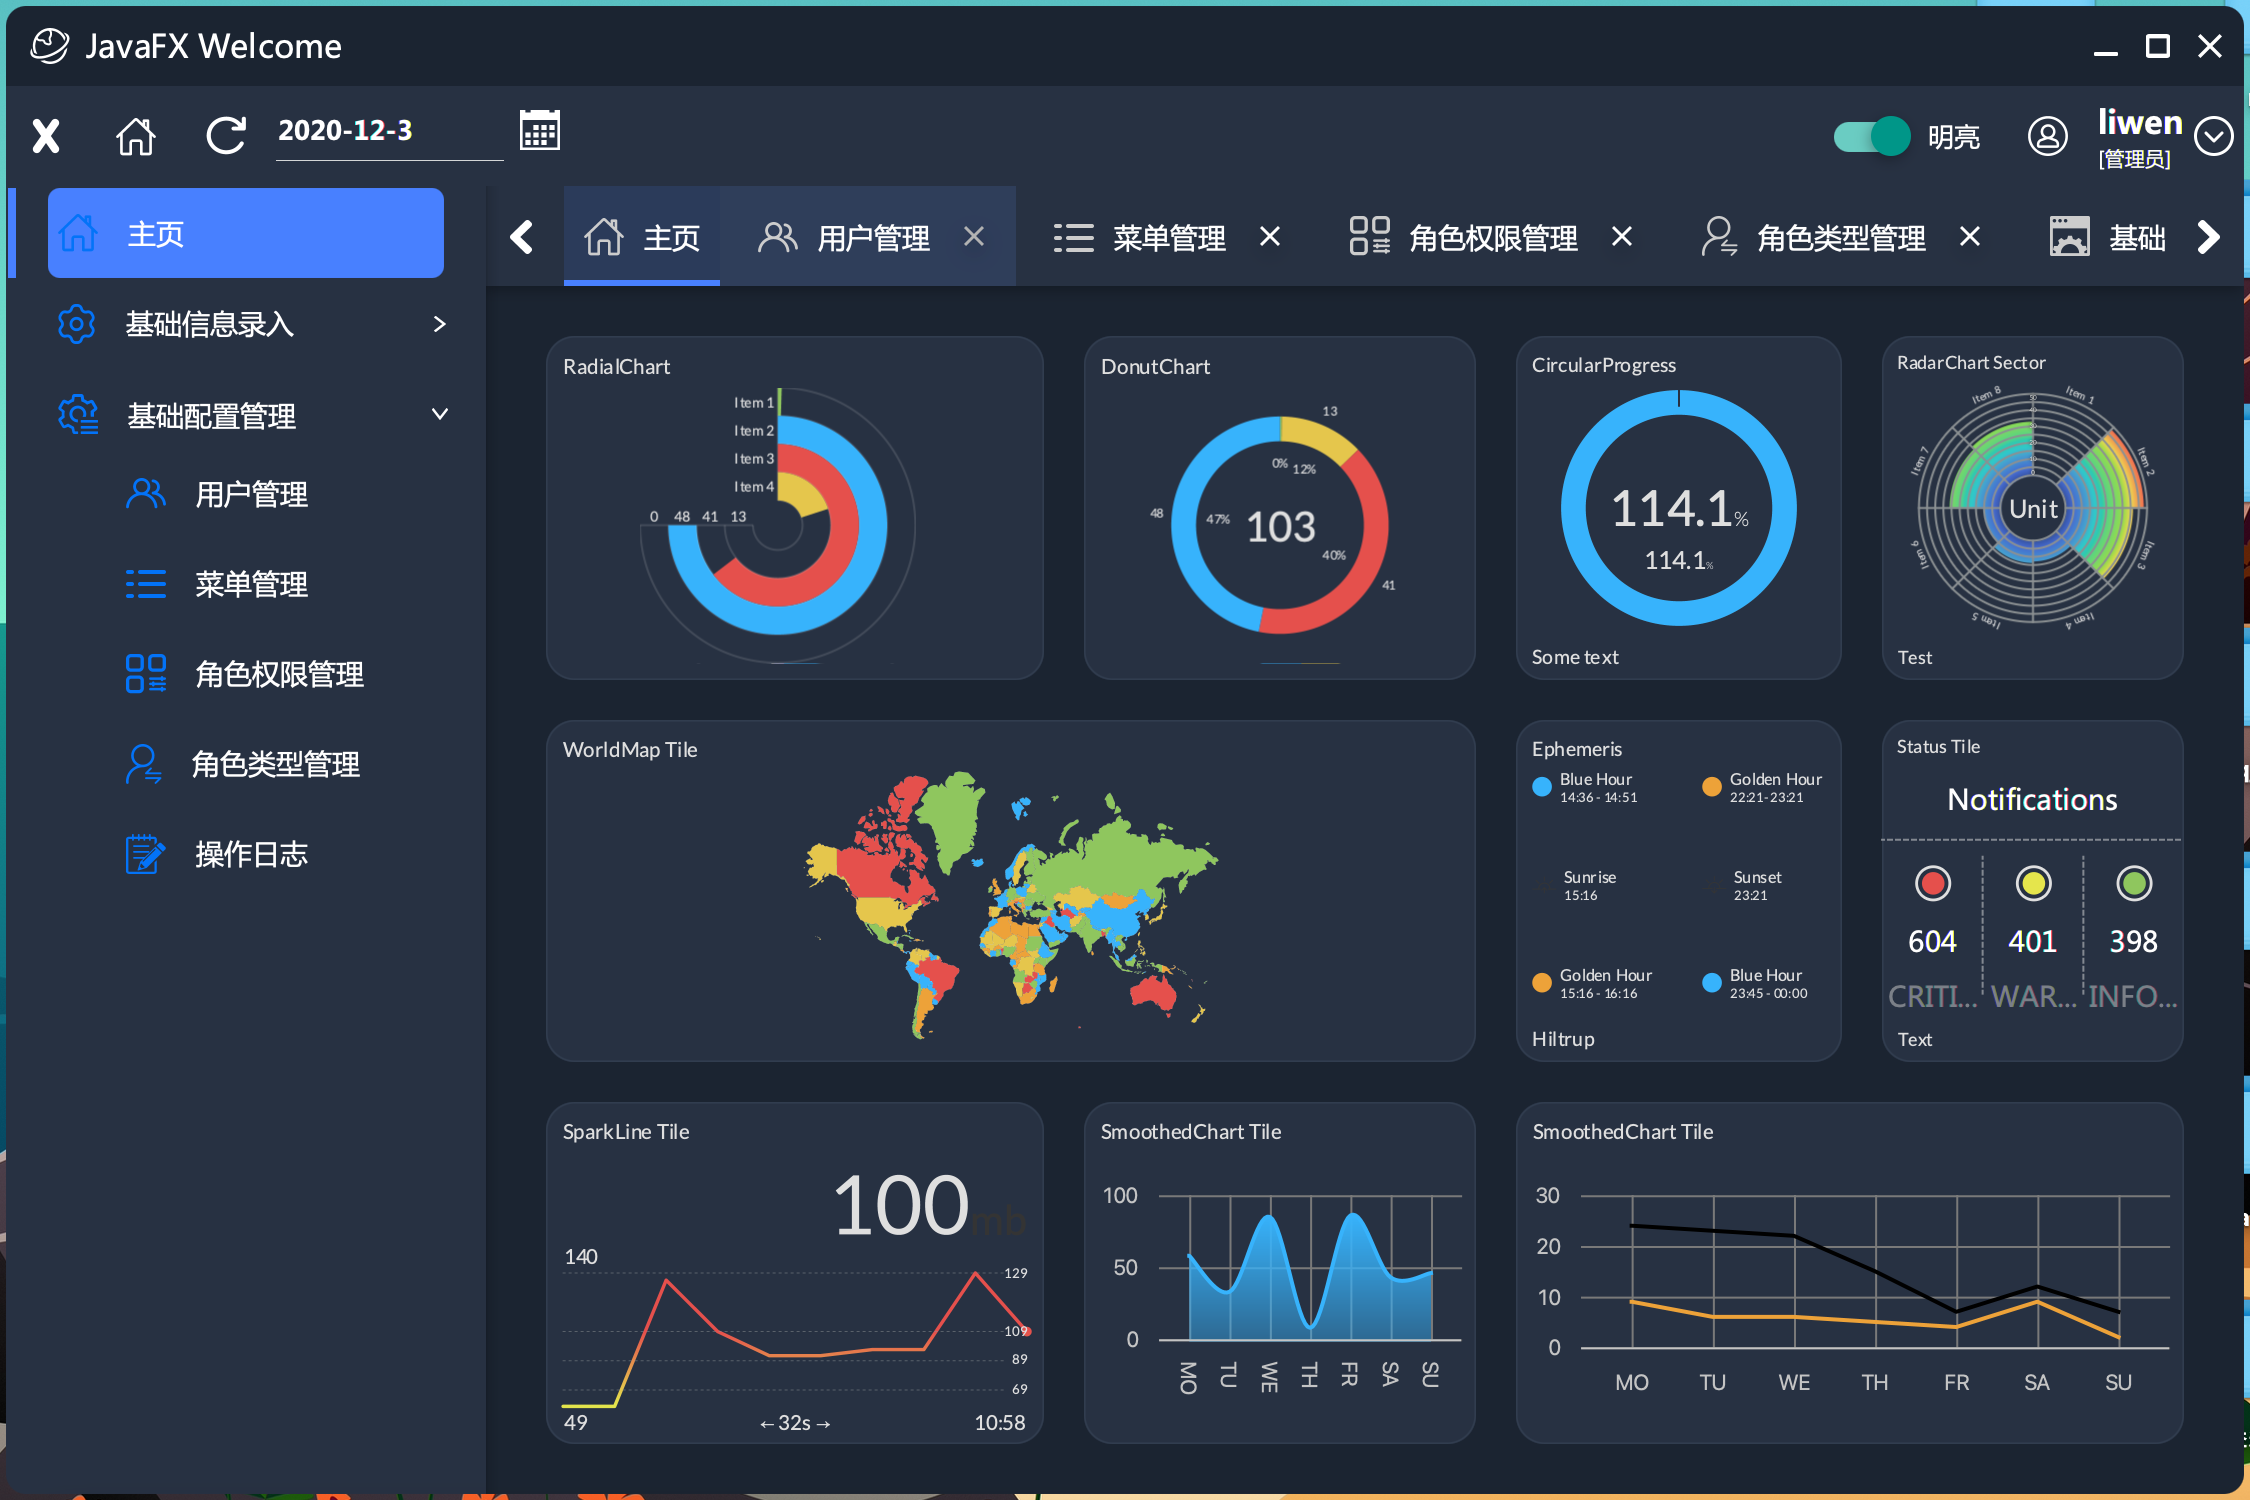 JavaFX Welcome
2020-12-3
明亮
liwen
[管理员]
主页
基础信息录入
基础配置管理
用户管理
菜单管理
角色权限管理
角色类型管理
操作日志
主页
用户管理
菜单管理
角色权限管理
角色类型管理
基础
RadialChart
Item 1
Item 2
Item 3
Item 4
0 48 41 13
DonutChart
13
0% 12%
48
47%
103
40%
41
CircularProgress
114.1%
114.1%
Some text
RadarChart Sector
Item 8
Item 1
Item 7
Item 2
Unit
Item 6
Item 3
Item 5
Item 4
Test
WorldMap Tile
Ephemeris
Blue Hour
14:36 - 14:51
Golden Hour
22:21 - 23:21
Sunrise
15:16
Sunset
23:21
Golden Hour
15:16 - 16:16
Blue Hour
23:45 - 00:00
Hiltrup
Status Tile
Notifications
604
401
398
CRITI...
WAR...
INFO...
Text
SparkLine Tile
100mb
140
129
109
89
69
49
←32s→
10:58
SmoothedChart Tile
100
50
0
MO TU WE TH FR SA SU
SmoothedChart Tile
30
20
10
0
MO TU WE TH FR SA SU